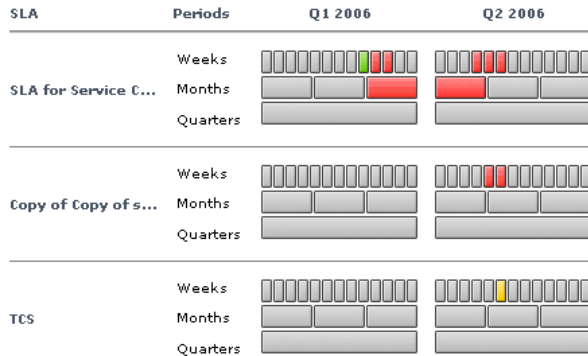 SLA Periods Q1 2006 Q2 2006
Weeks
SLA for Service C... Months
Quarters
Weeks
Copy of Copy of s... Months
Quarters
Weeks
TCS Months
Quarters